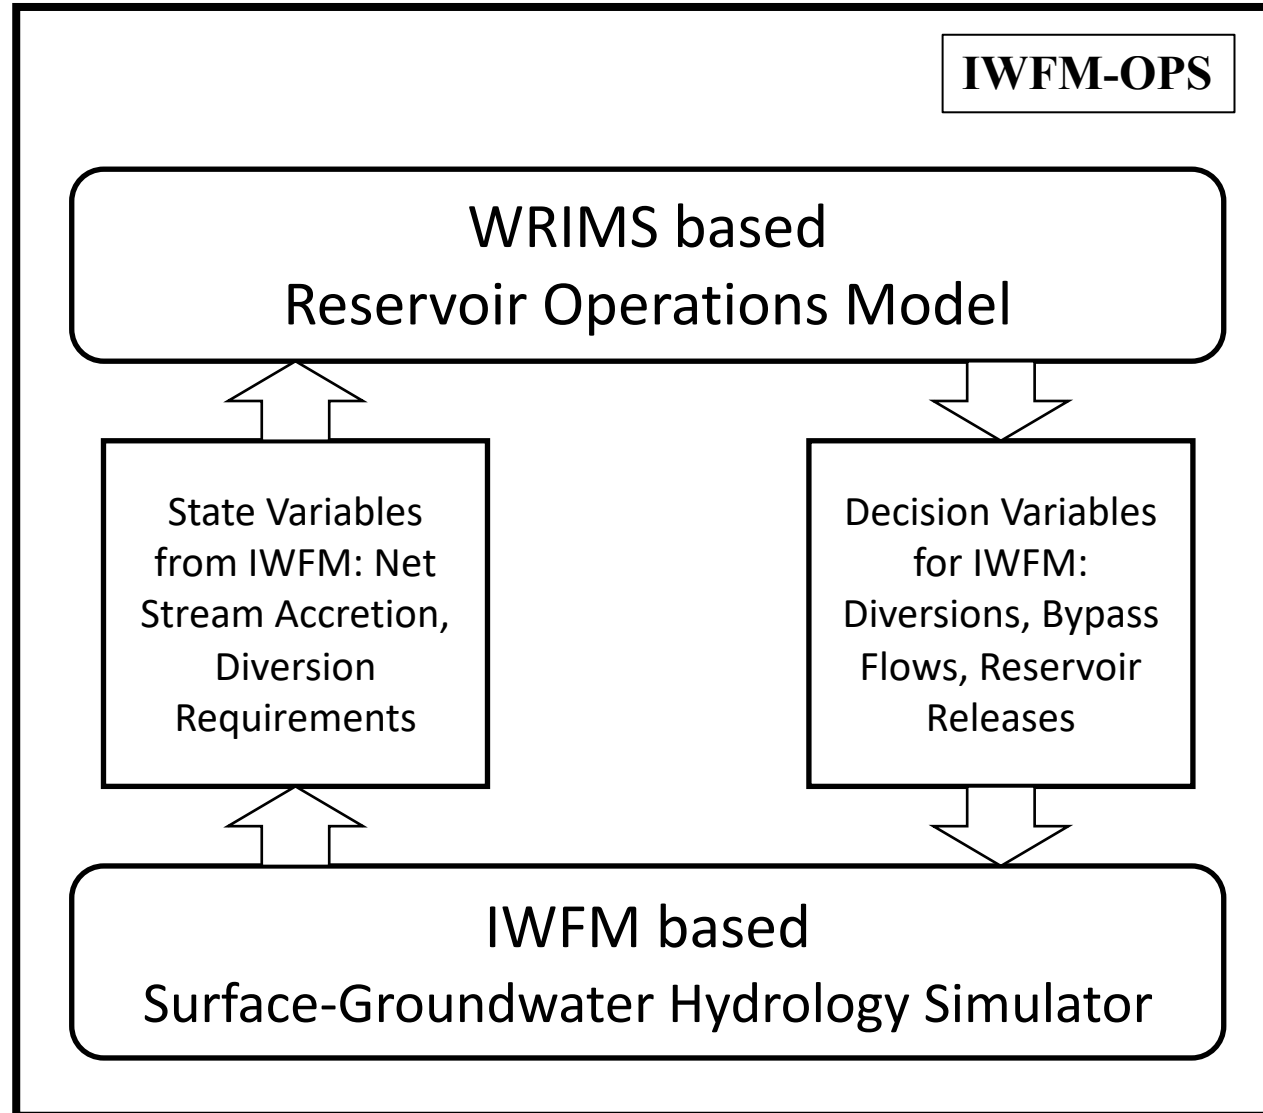 IWFM-OPS
WRIMS based
Reservoir Operations Model
State Variables
from IWFM: Net
Stream Accretion,
Diversion
Requirements
Decision Variables
for IWFM:
Diversions, Bypass
Flows, Reservoir
Releases
IWFM based
Surface-Groundwater Hydrology Simulator